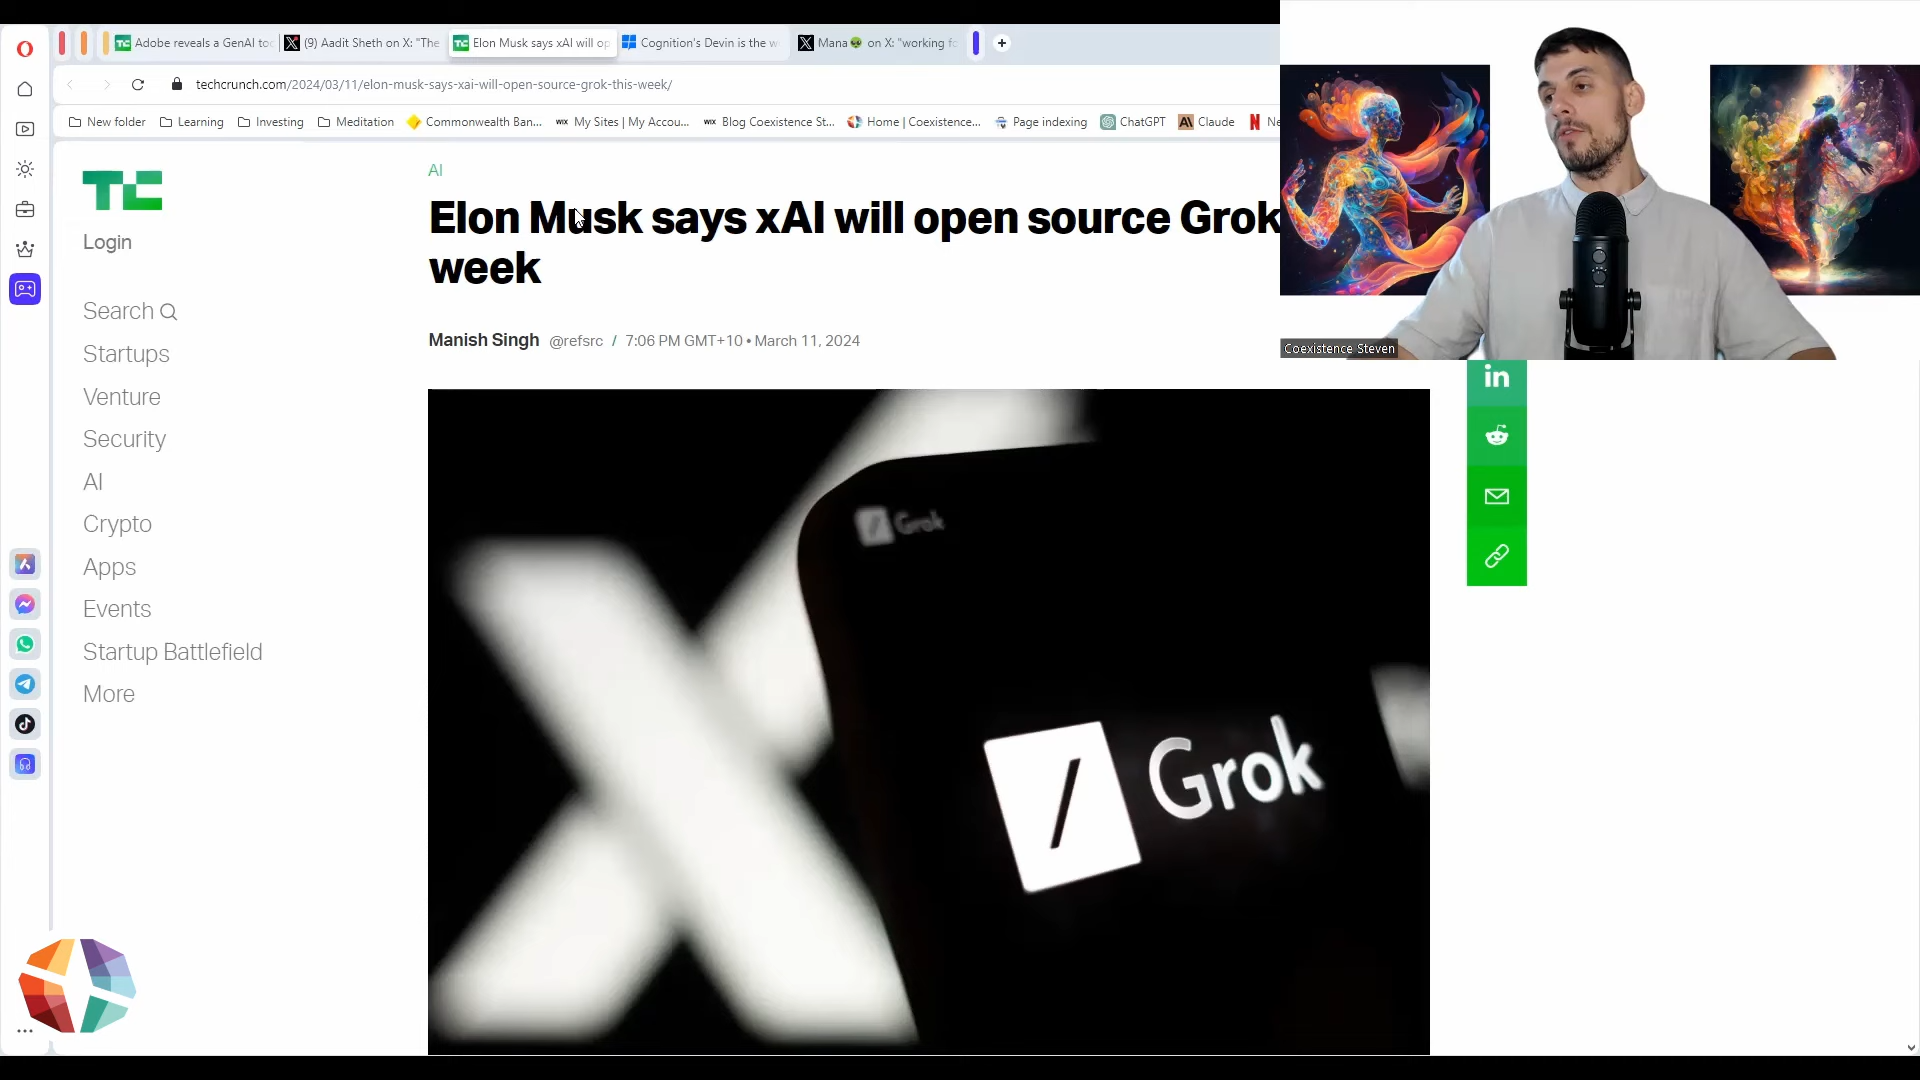 Adobe reveals a GenAI to
(9) Aadit Sheth on X: "The
Elon Musk says xAI will op
Cognition's Devin is the w
Mana👽 on X: "working fo
techcrunch.com/2024/03/11/elon-musk-says-xai-will-open-source-grok-this-week/
New folder
Learning
Investing
Meditation
Commonwealth Ban...
WIX My Sites | My Accou...
WIX Blog Coexistence St...
Home | Coexistence...
Page indexing
ChatGPT
Claude
Ne
TC
Login
Search
Startups
Venture
Security
AI
Crypto
Apps
Events
Startup Battlefield
More
AI
Elon Musk says xAI will open source Grok
week
Manish Singh @refsrc / 7:06 PM GMT+10 • March 11, 2024
Grok
Grok
Coexistence Steven
in